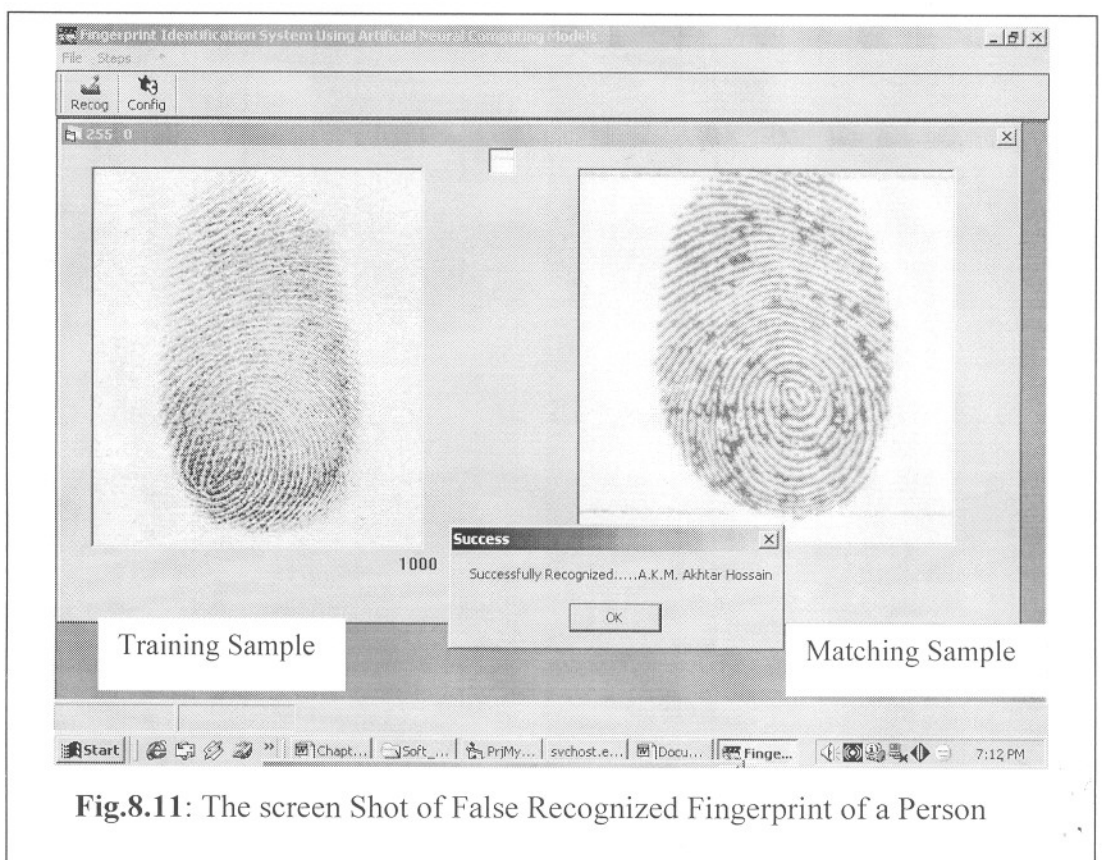 Fingerprint Identification System Using Artificial Neural Computing Models
File Steps
Recog Config
255 0
1000
Success
Successfully Recognized.....A.K.M. Akhtar Hossain
OK
Training Sample
Matching Sample
Start » Chapt... Soft_... PrjMy... svchost.e... Docu... Finge... 7:12 PM
Fig.8.11: The screen Shot of False Recognized Fingerprint of a Person